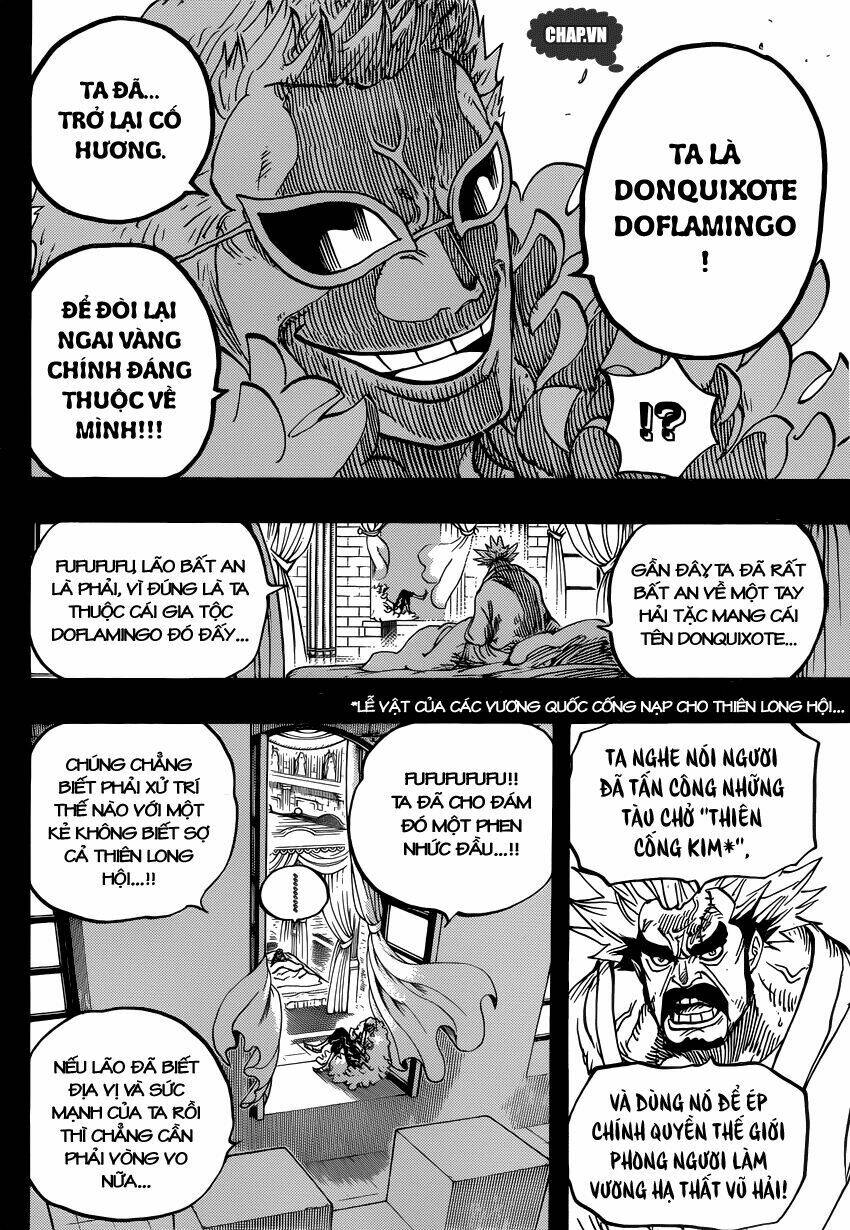 CHAP.VN
TA LÀ
DONQUIXOTE
DOFLAMINGO
!
TA ĐÃ...
TRỞ LẠI CỐ
HƯƠNG.
ĐỂ ĐÒI LẠI
NGAI VÀNG
CHÍNH ĐÁNG
THUỘC VỀ
MÌNH!!!
!?
GẦN ĐÂY,TA ĐÃ RẤT
BẤT AN VỀ MỘT TAY
HẢI TẶC MANG CÁI
TÊN DONQUIXOTE...
FUFUFUFU, LÃO BẤT AN
LÀ PHẢI, VÌ ĐÚNG LÀ TA
THUỘC CÁI GIA TỘC
DOFLAMINGO ĐÓ ĐẤY...
*LỄ VẬT CỦA CÁC VƯƠNG QUỐC CỐNG NẠP CHO THIÊN LONG HỘI...
TA NGHE NÓI NGƯƠI
ĐÃ TẤN CÔNG NHỮNG
TÀU CHỞ "THIÊN
CỐNG KIM*",
VÀ DÙNG NÓ ĐỂ ÉP
CHÍNH QUYỀN THẾ GIỚI
PHONG NGƯƠI LÀM
VƯƠNG HẠ THẤT VŨ HẢI!
FUFUFUFUFU!!
TA ĐÃ CHO ĐÁM
ĐÓ MỘT PHEN
NHỨC ĐẦU...!!
CHÚNG CHẲNG
BIẾT PHẢI XỬ TRÍ
THẾ NÀO VỚI MỘT
KẺ KHÔNG BIẾT SỢ
CẢ THIÊN LONG
HỘI...!!
NẾU LÃO ĐÃ BIẾT
ĐỊA VỊ VÀ SỨC
MẠNH CỦA TA RỒI
THÌ CHẲNG CẦN
PHẢI VÒNG VO
NỮA...